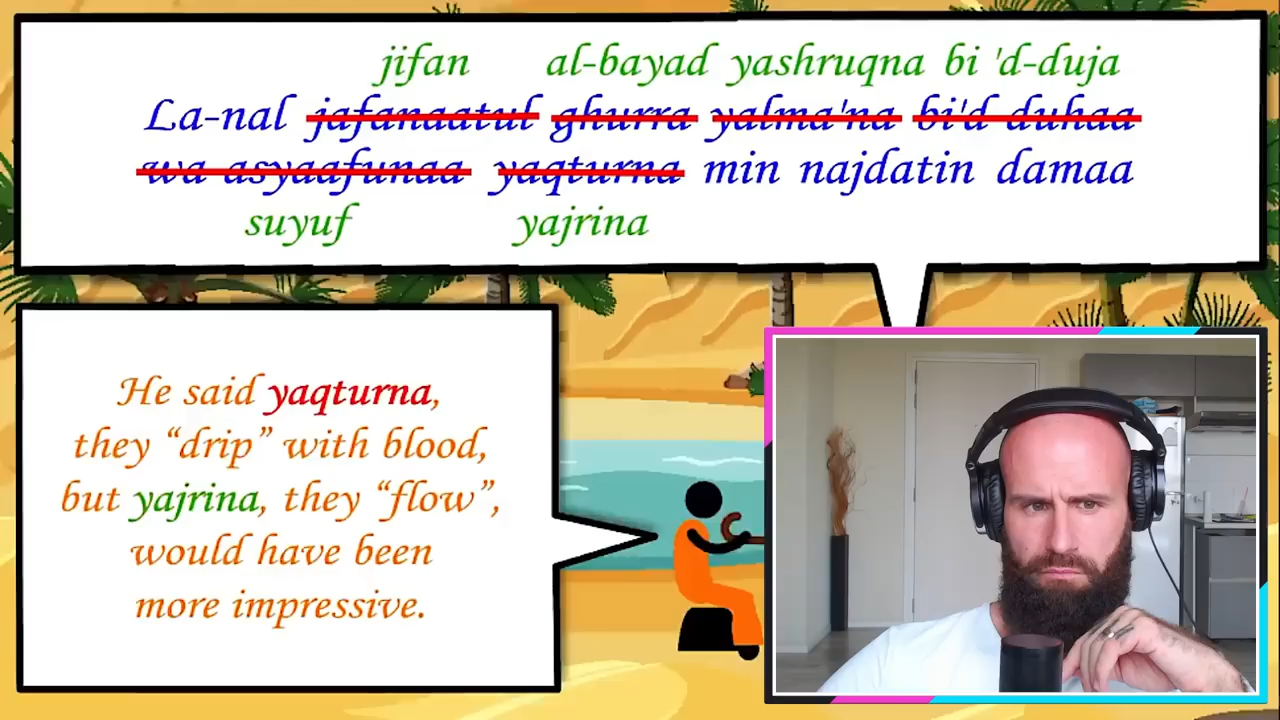 jifan al-bayad yashruqna bi 'd-duja
La-nal jafanaatul ghurra yalma'na bi'd duhaa
wa asyaafunaa yaqturna min najdatin damaa
suyuf yajrina
He said yaqturna,
they “drip” with blood,
but yajrina, they “flow”,
would have been
more impressive.